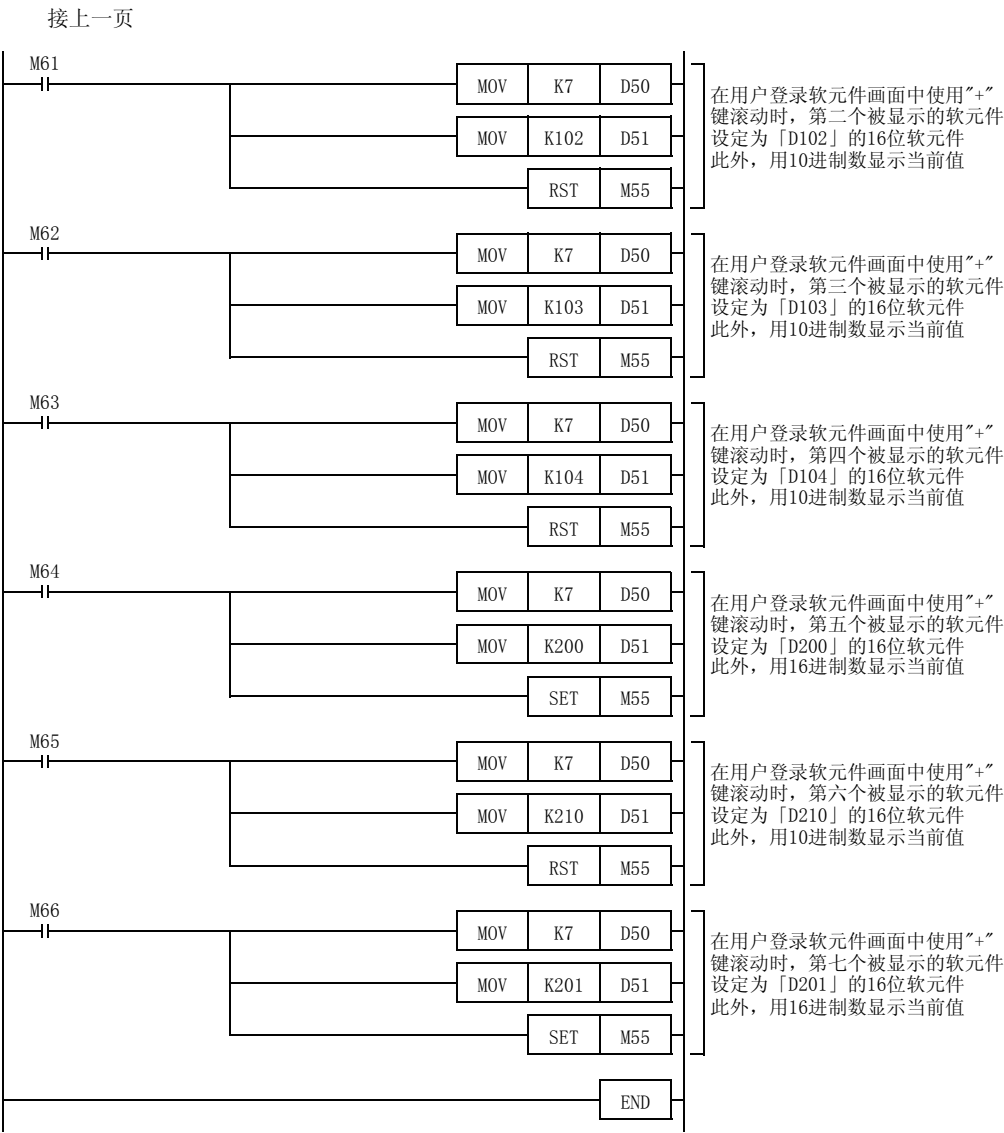 接上一页
M61
MOV K7 D50
MOV K102 D51
RST M55
在用户登录软元件画面中使用"+"
键滚动时，第二个被显示的软元件
设定为「D102」的16位软元件
此外，用10进制数显示当前值
M62
MOV K7 D50
MOV K103 D51
RST M55
在用户登录软元件画面中使用"+"
键滚动时，第三个被显示的软元件
设定为「D103」的16位软元件
此外，用10进制数显示当前值
M63
MOV K7 D50
MOV K104 D51
RST M55
在用户登录软元件画面中使用"+"
键滚动时，第四个被显示的软元件
设定为「D104」的16位软元件
此外，用10进制数显示当前值
M64
MOV K7 D50
MOV K200 D51
SET M55
在用户登录软元件画面中使用"+"
键滚动时，第五个被显示的软元件
设定为「D200」的16位软元件
此外，用16进制数显示当前值
M65
MOV K7 D50
MOV K210 D51
RST M55
在用户登录软元件画面中使用"+"
键滚动时，第六个被显示的软元件
设定为「D210」的16位软元件
此外，用10进制数显示当前值
M66
MOV K7 D50
MOV K201 D51
SET M55
在用户登录软元件画面中使用"+"
键滚动时，第七个被显示的软元件
设定为「D201」的16位软元件
此外，用16进制数显示当前值
END